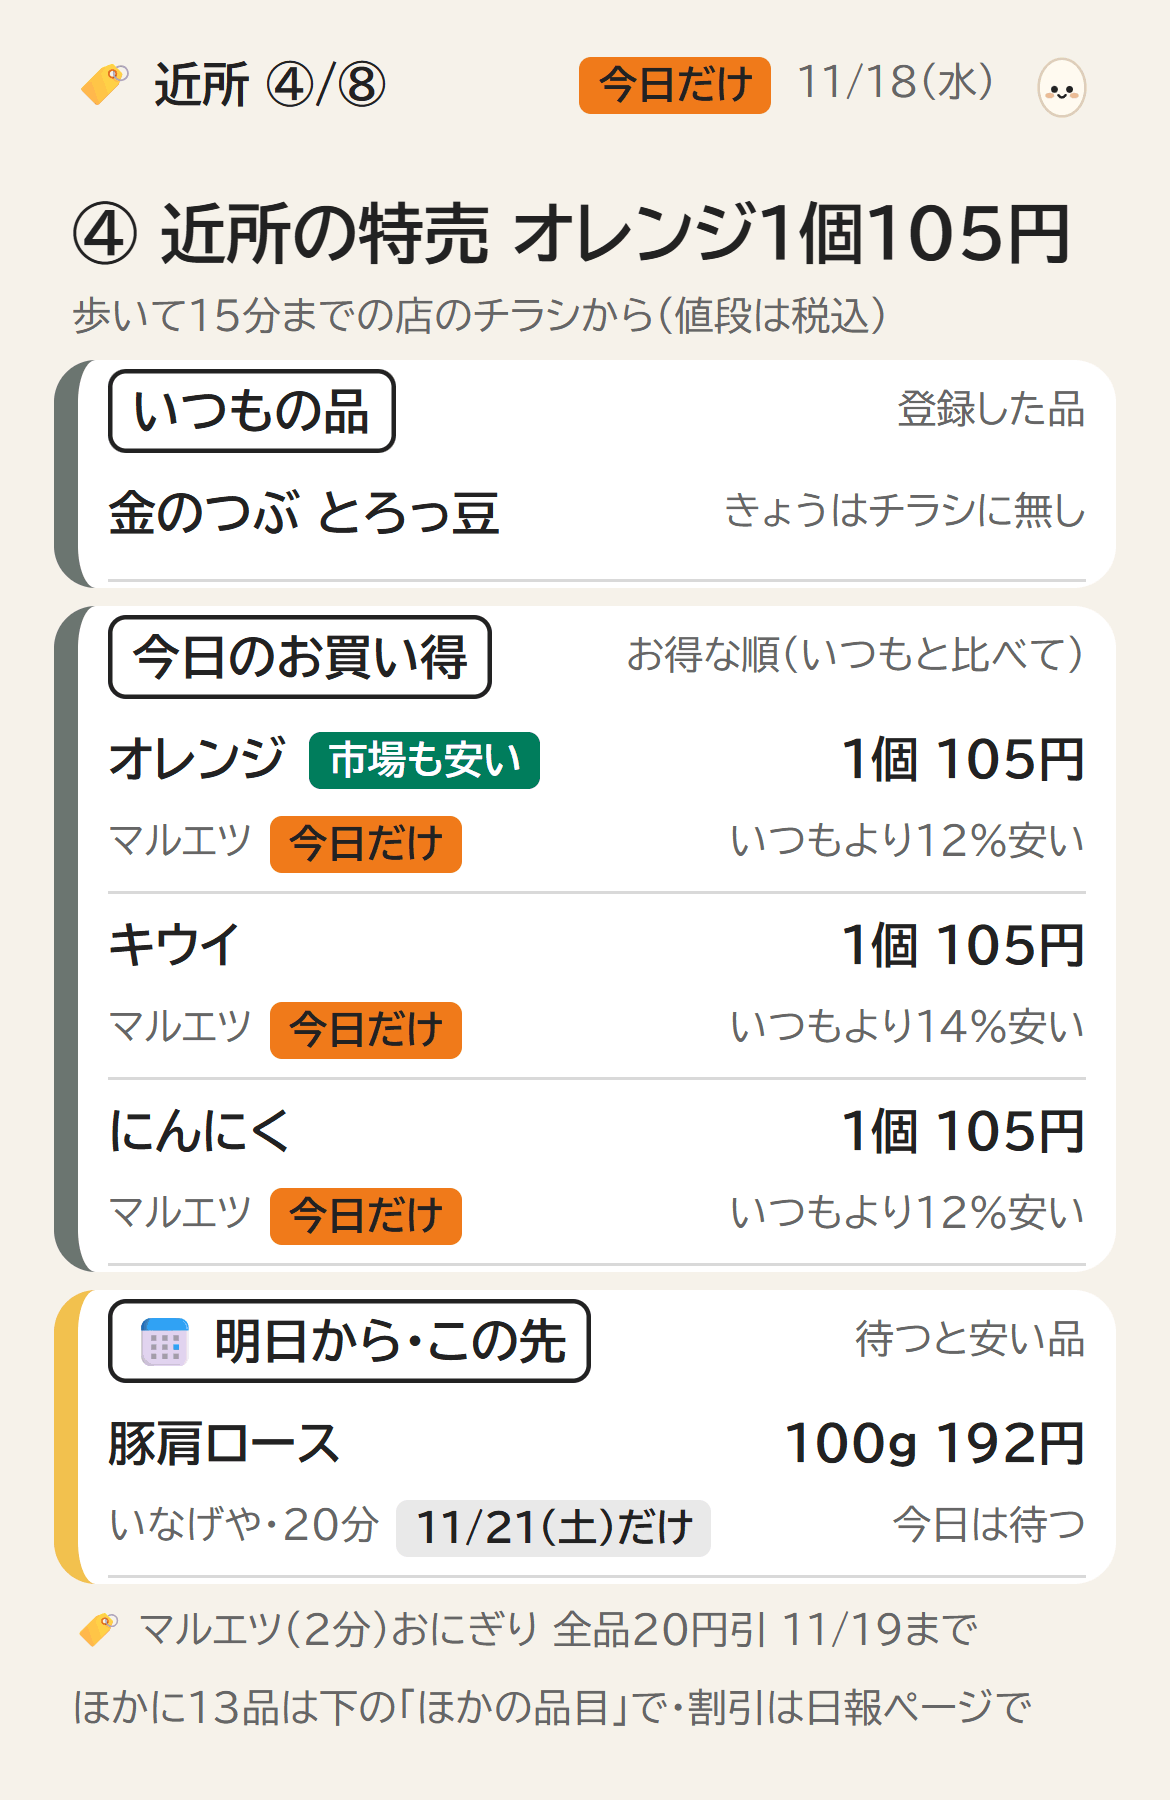 近所 ④/⑧ 今日だけ 11/18(水)
④ 近所の特売 オレンジ1個105円
歩いて15分までの店のチラシから(値段は税込)
いつもの品 登録した品
金のつぶ とろっ豆 きょうはチラシに無し
今日のお買い得 お得な順(いつもと比べて)
オレンジ 市場も安い 1個 105円
マルエツ 今日だけ いつもより12%安い
キウイ 1個 105円
マルエツ 今日だけ いつもより14%安い
にんにく 1個 105円
マルエツ 今日だけ いつもより12%安い
明日から・この先 待つと安い品
豚肩ロース 100g 192円
いなげや・20分 11/21(土)だけ 今日は待つ
マルエツ(2分)おにぎり 全品20円引 11/19まで
ほかに13品は下の「ほかの品目」で・割引は日報ページで